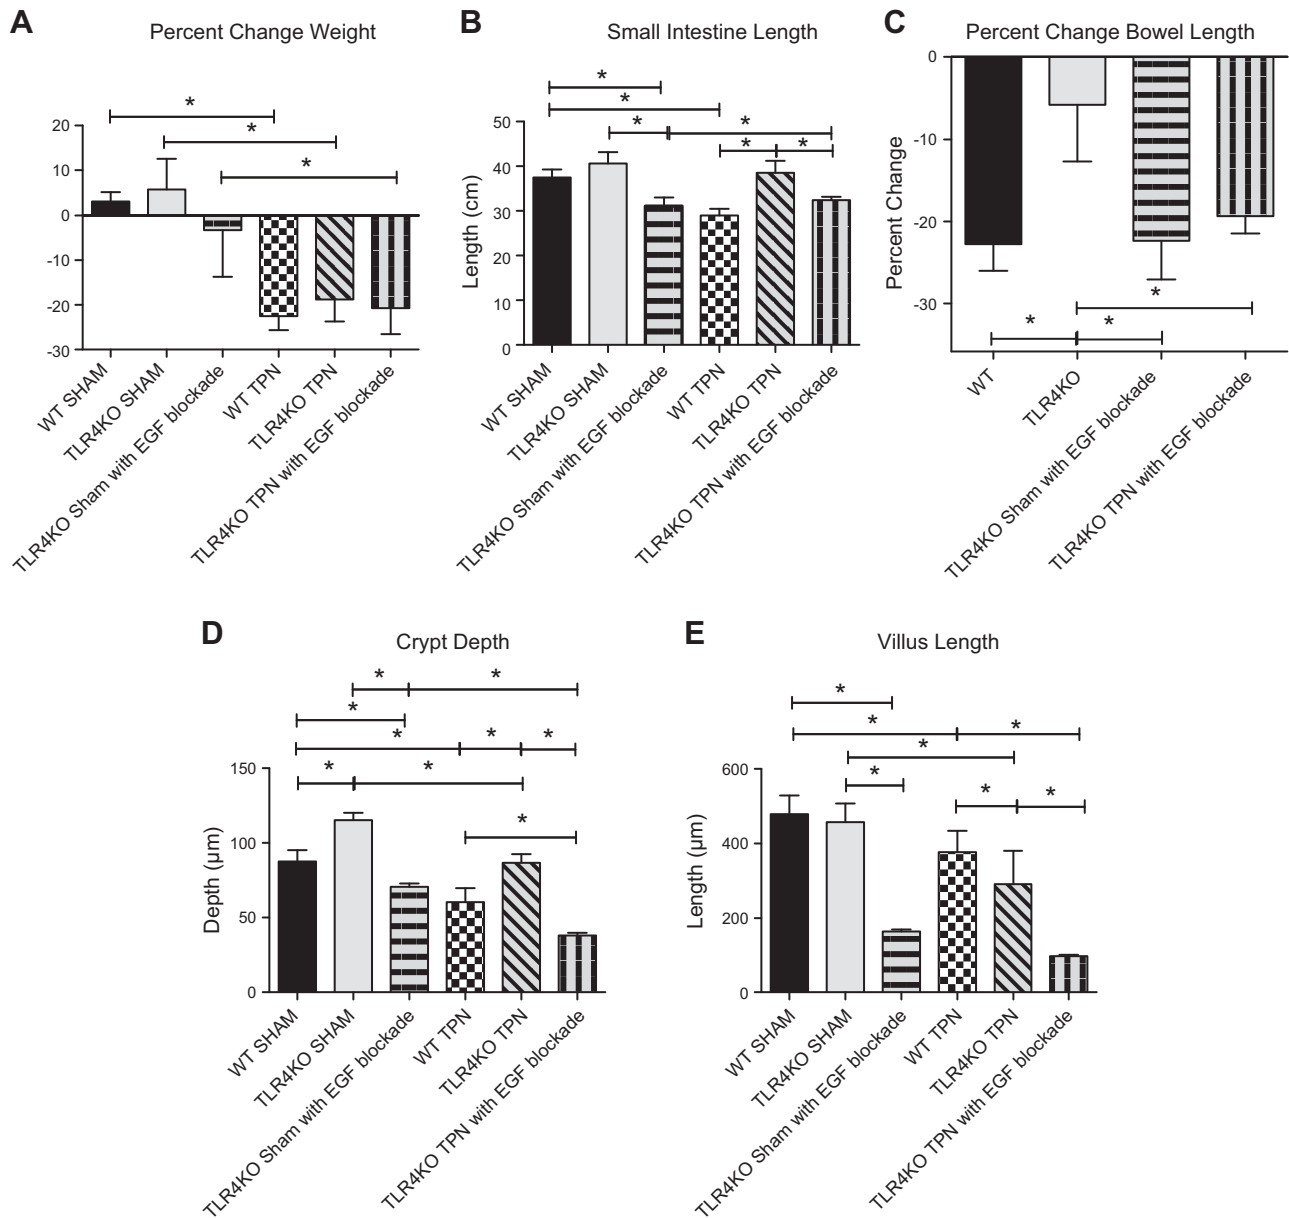 A
Percent Change Weight
*
*
*
20
10
0
-10
-20
-30
WT SHAM
TLR4KO SHAM
TLR4KO Sham with EGF blockade
WT TPN
TLR4KO TPN
TLR4KO TPN with EGF blockade
B
Small Intestine Length
*
*
*
*
*
*
Length (cm)
50
40
30
20
10
0
WT SHAM
TLR4KO SHAM
TLR4KO Sham with EGF blockade
WT TPN
TLR4KO TPN
TLR4KO TPN with EGF blockade
C
Percent Change Bowel Length
Percent Change
0
-10
-20
-30
*
*
*
WT
TLR4KO
TLR4KO Sham with EGF blockade
TLR4KO TPN with EGF blockade
D
Crypt Depth
*
*
*
*
*
*
*
*
*
Depth (µm)
150
100
50
0
WT SHAM
TLR4KO SHAM
TLR4KO Sham with EGF blockade
WT TPN
TLR4KO TPN
TLR4KO TPN with EGF blockade
E
Villus Length
*
*
*
*
*
*
*
Length (µm)
600
400
200
0
WT SHAM
TLR4KO SHAM
TLR4KO Sham with EGF blockade
WT TPN
TLR4KO TPN
TLR4KO TPN with EGF blockade